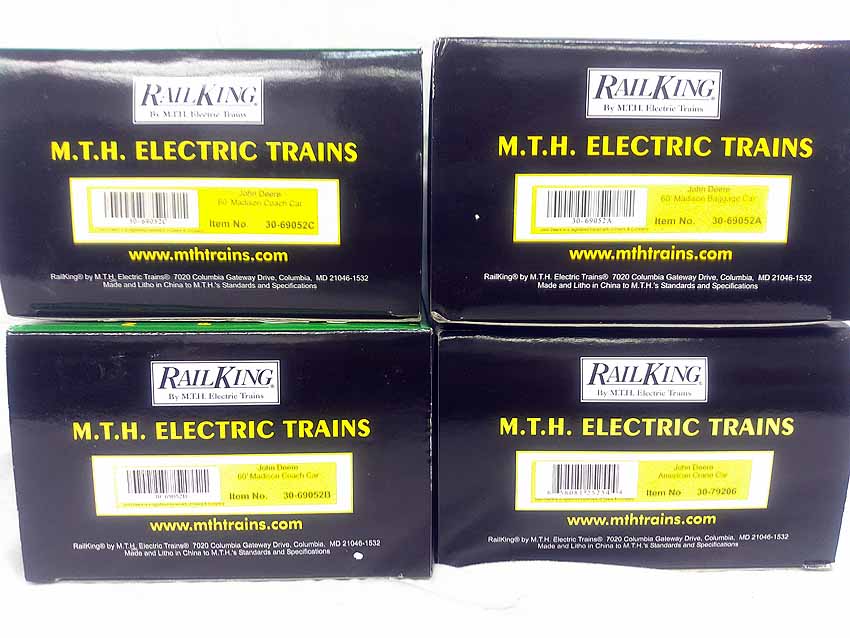 RAILKING®
By M.T.H. Electric Trains
M.T.H. ELECTRIC TRAINS
John Deere
60' Madison Coach Car
30-69052C
Item No. 30-69052C
www.mthtrains.com
RailKing® by M.T.H. Electric Trains® 7020 Columbia Gateway Drive, Columbia, MD 21046-1532
Made and Litho in China to M.T.H.'s Standards and Specifications
RAILKING®
By M.T.H. Electric Trains
M.T.H. ELECTRIC TRAINS
John Deere
60' Madison Baggage Car
30-69052A
Item No. 30-69052A
www.mthtrains.com
RailKing® by M.T.H. Electric Trains® 7020 Columbia Gateway Drive, Columbia, MD 21046-1532
Made and Litho in China to M.T.H.'s Standards and Specifications
RAILKING®
By M.T.H. Electric Trains
M.T.H. ELECTRIC TRAINS
John Deere
60' Madison Coach Car
Item No. 30-69052B
www.mthtrains.com
RailKing® by M.T.H. Electric Trains® 7020 Columbia Gateway Drive, Columbia, MD 21046-1532
Made and Litho in China to M.T.H.'s Standards and Specifications
RAILKING®
By M.T.H. Electric Trains
M.T.H. ELECTRIC TRAINS
John Deere
American Crane Car
Item No 30-79206
www.mthtrains.com
RailKing® by M.T.H. Electric Trains® 7020 Columbia Gateway Drive, Columbia, MD 21046-1532
Made and Litho in China to M.T.H.'s Standards and Specifications